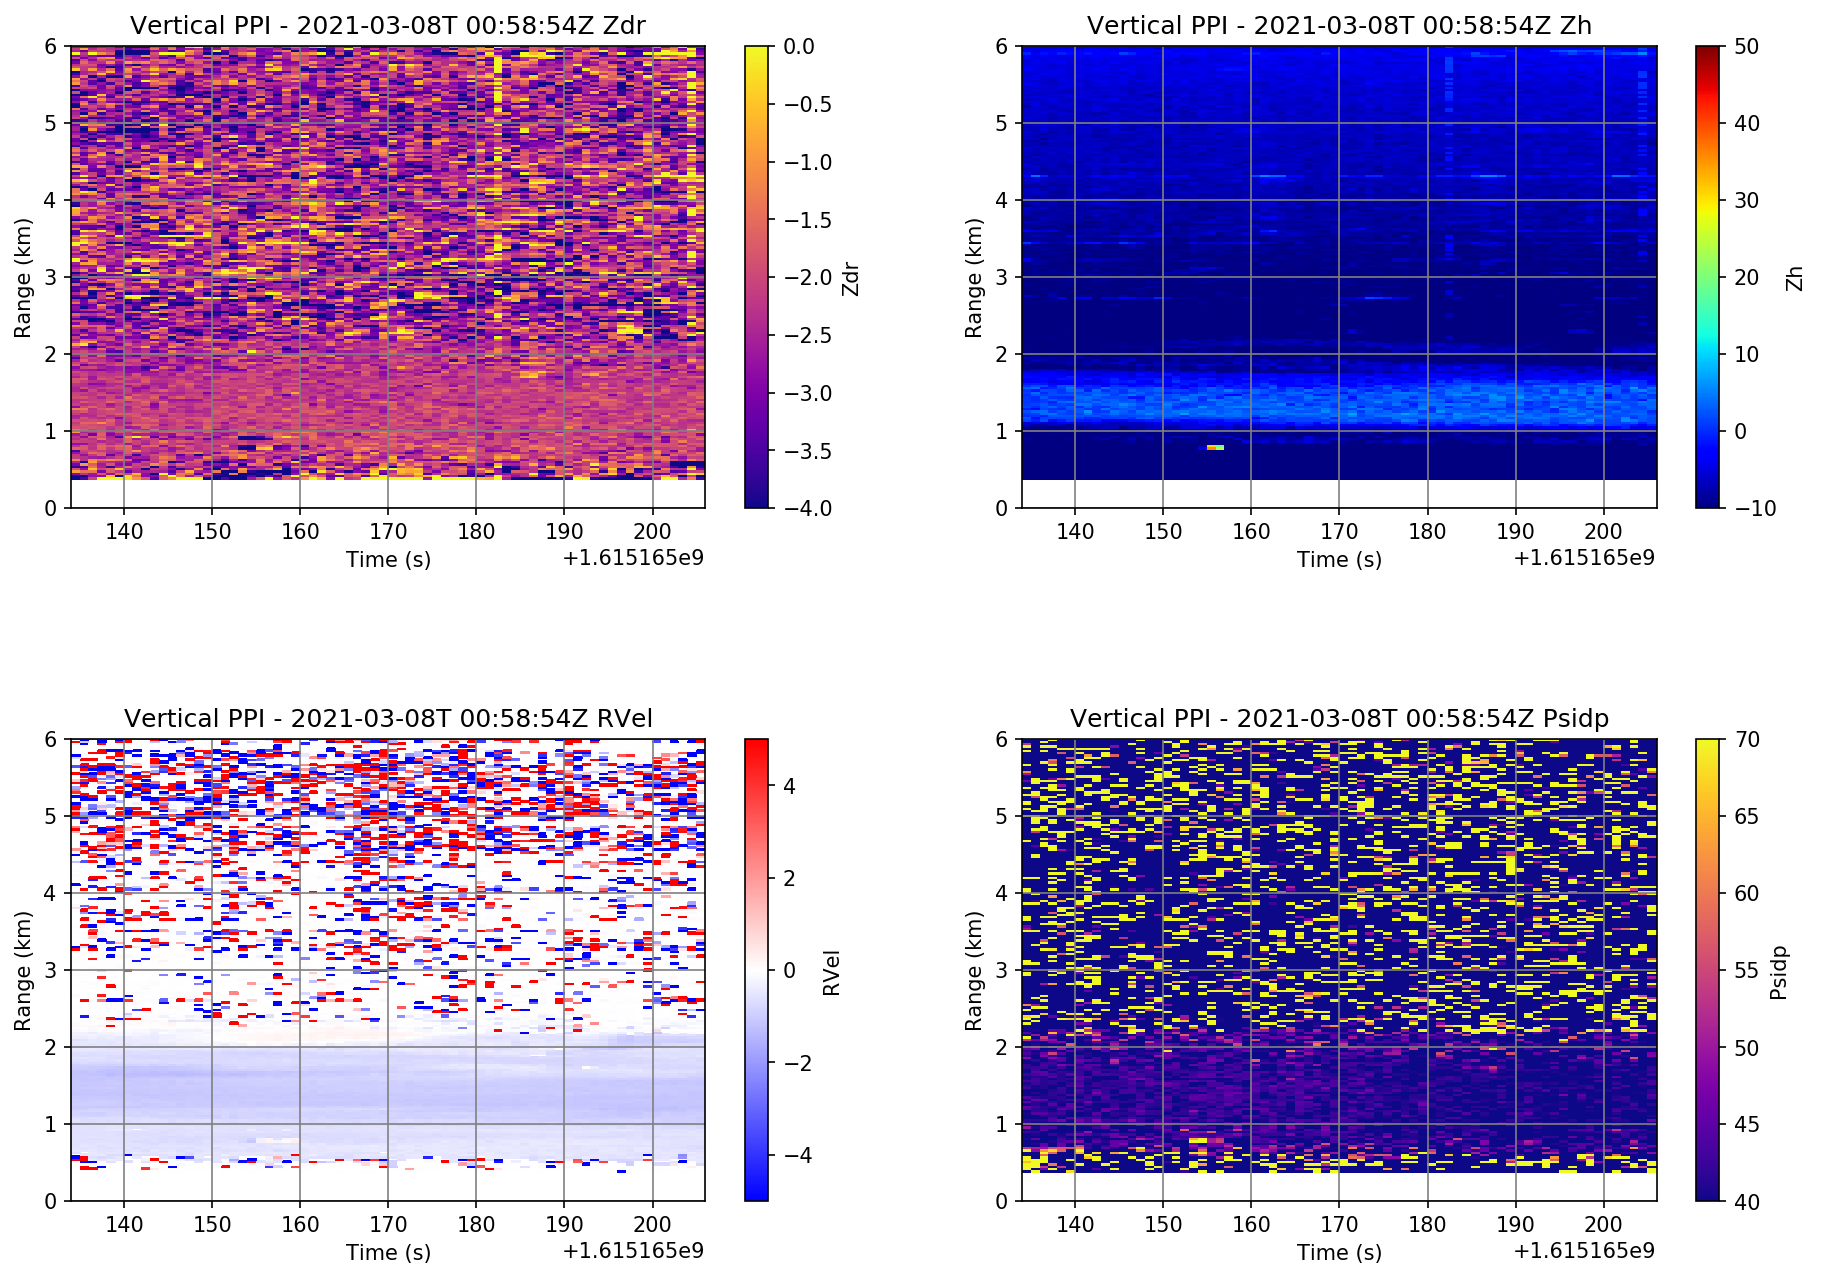 Vertical PPI - 2021-03-08T 00:58:54Z Zdr
6
5
4
3
2
1
0
Range (km)
140 150 160 170 180 190 200
Time (s)
+1.615165e9
0.0
−0.5
−1.0
−1.5
−2.0
−2.5
−3.0
−3.5
−4.0
Zdr
Vertical PPI - 2021-03-08T 00:58:54Z Zh
6
5
4
3
2
1
0
Range (km)
140 150 160 170 180 190 200
Time (s)
+1.615165e9
50
40
30
20
10
0
−10
Zh
Vertical PPI - 2021-03-08T 00:58:54Z RVel
6
5
4
3
2
1
0
Range (km)
140 150 160 170 180 190 200
Time (s)
+1.615165e9
4
2
0
−2
−4
RVel
Vertical PPI - 2021-03-08T 00:58:54Z Psidp
6
5
4
3
2
1
0
Range (km)
140 150 160 170 180 190 200
Time (s)
+1.615165e9
70
65
60
55
50
45
40
Psidp